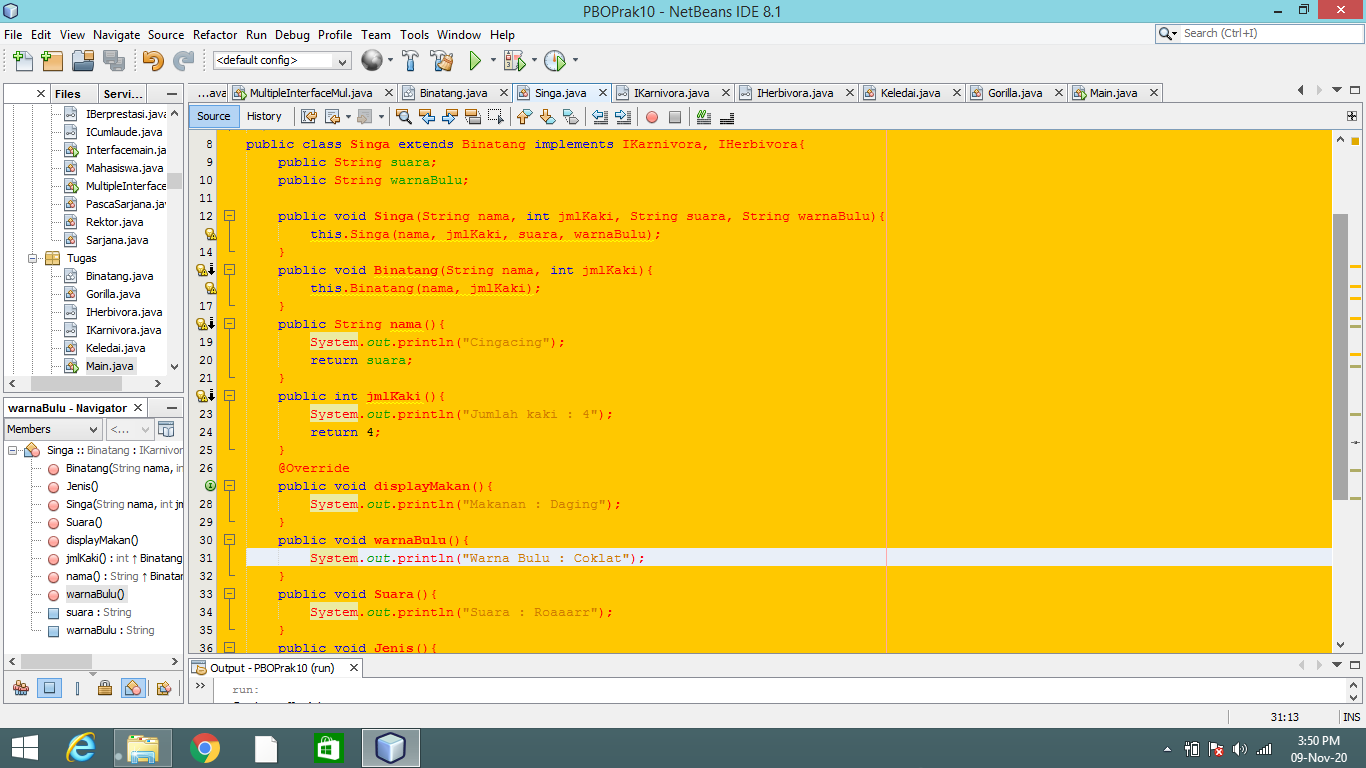 PBOPrak10 - NetBeans IDE 8.1
File Edit View Navigate Source Refactor Run Debug Profile Team Tools Window Help
Search (Ctrl+I)
<default config>
Files Servi...
...ava MultipleInterfaceMul.java Binatang.java Singa.java IKarnivora.java IHerbivora.java Keledai.java Gorilla.java Main.java
Source History
IBerprestasi.java
ICumlaude.java
Interfacemain.ja
Mahasiswa.java
MultipleInterface
PascaSarjana.jav
Rektor.java
Sarjana.java
Tugas
Binatang.java
Gorilla.java
IHerbivora.java
IKarnivora.java
Keledai.java
Main.java
8 public class Singa extends Binatang implements IKarnivora, IHerbivora{
9 public String suara;
10 public String warnaBulu;
11
12 public void Singa(String nama, int jmlKaki, String suara, String warnaBulu){
this.Singa(nama, jmlKaki, suara, warnaBulu);
14 }
public void Binatang(String nama, int jmlKaki){
this.Binatang(nama, jmlKaki);
17 }
public String nama(){
19 System.out.println("Cingacing");
20 return suara;
21 }
public int jmlKaki(){
23 System.out.println("Jumlah kaki : 4");
24 return 4;
25 }
26 @Override
public void displayMakan(){
28 System.out.println("Makanan : Daging");
29 }
30 public void warnaBulu(){
31 System.out.println("Warna Bulu : Coklat");
32 }
33 public void Suara(){
34 System.out.println("Suara : Roaaarr");
35 }
36 public void Jenis(){
warnaBulu - Navigator
Members <...
Singa :: Binatang : IKarnivor
Binatang(String nama, in
Jenis()
Singa(String nama, int jm
Suara()
displayMakan()
jmlKaki() : int ↑ Binatang
nama() : String ↑ Binatan
warnaBulu()
suara : String
warnaBulu : String
Output - PBOPrak10 (run)
run:
31:13 INS
3:50 PM
09-Nov-20